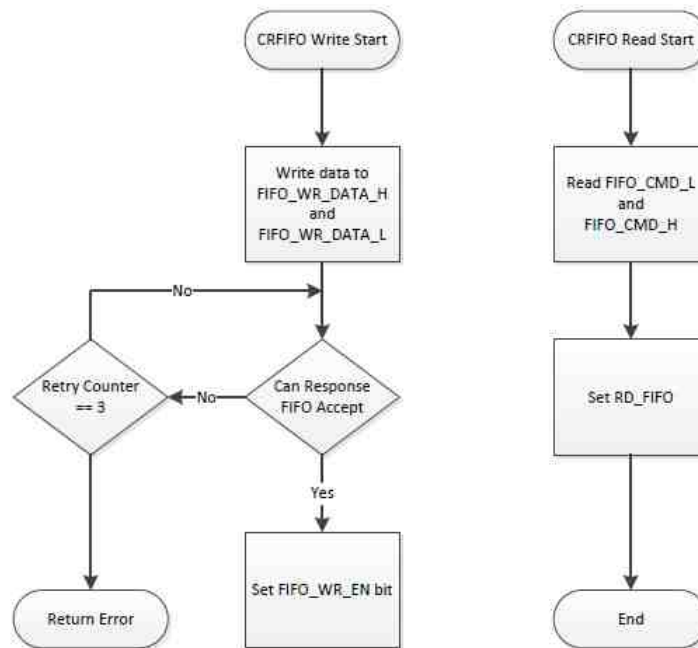 CRFIFO Write Start
CRFIFO Read Start
Write data to
FIFO_WR_DATA_H
and
FIFO_WR_DATA_L
Read FIFO_CMD_L
and
FIFO_CMD_H
No
Retry Counter
== 3
No
Can Response
FIFO Accept
Set RD_FIFO
Yes
Set FIFO_WR_EN bit
Return Error
End